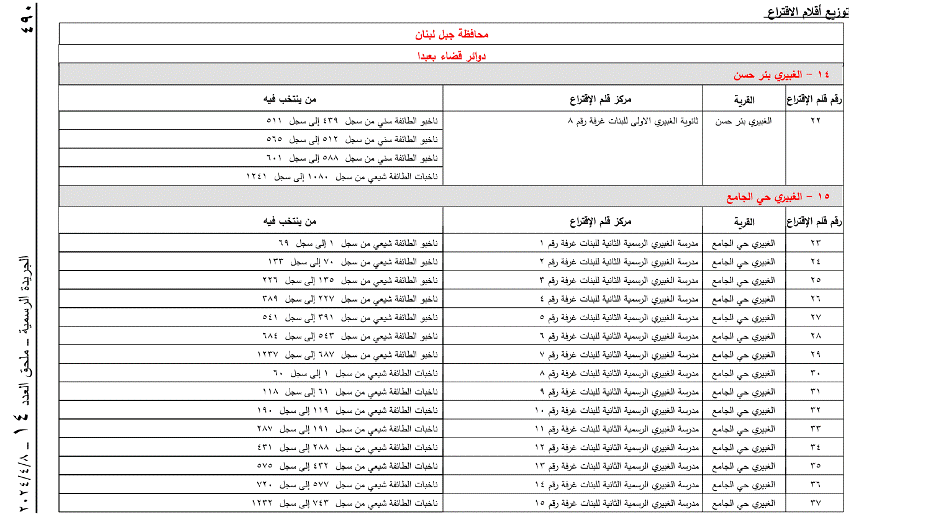 توزيع أقلام الاقتراع
٤٩٠
محافظة جبل لبنان
دوائر قضاء بعبدا
١٤ - الغبيري بئر حسن
رقم قلم الإقتراع القرية مركز قلم الإقتراع من ينتخب فيه
٢٢ الغبيري بئر حسن ثانوية الغبيري الاولى للبنات غرفة رقم ٨ ناخبو الطائفة سني من سجل ٤٣٩ إلى سجل ٥١١
ناخبو الطائفة سني من سجل ٥١٢ إلى سجل ٥٦٥
ناخبو الطائفة سني من سجل ٥٨٨ إلى سجل ٦٠١
ناخبات الطائفة شيعي من سجل ١٠٨٠ إلى سجل ١٢٤١
١٥ - الغبيري حي الجامع
رقم قلم الإقتراع القرية مركز قلم الإقتراع من ينتخب فيه
٢٣ الغبيري حي الجامع مدرسة الغبيري الرسمية الثانية للبنات غرفة رقم ١ ناخبو الطائفة شيعي من سجل ١ إلى سجل ٦٩
٢٤ الغبيري حي الجامع مدرسة الغبيري الرسمية الثانية للبنات غرفة رقم ٢ ناخبو الطائفة شيعي من سجل ٧٠ إلى سجل ١٣٣
٢٥ الغبيري حي الجامع مدرسة الغبيري الرسمية الثانية للبنات غرفة رقم ٣ ناخبو الطائفة شيعي من سجل ١٣٥ إلى سجل ٢٢٦
٢٦ الغبيري حي الجامع مدرسة الغبيري الرسمية الثانية للبنات غرفة رقم ٤ ناخبو الطائفة شيعي من سجل ٢٢٧ إلى سجل ٣٨٩
٢٧ الغبيري حي الجامع مدرسة الغبيري الرسمية الثانية للبنات غرفة رقم ٥ ناخبو الطائفة شيعي من سجل ٣٩١ إلى سجل ٥٤١
٢٨ الغبيري حي الجامع مدرسة الغبيري الرسمية الثانية للبنات غرفة رقم ٦ ناخبو الطائفة شيعي من سجل ٥٤٣ إلى سجل ٦٨٤
٢٩ الغبيري حي الجامع مدرسة الغبيري الرسمية الثانية للبنات غرفة رقم ٧ ناخبو الطائفة شيعي من سجل ٦٨٧ إلى سجل ١٢٣٧
٣٠ الغبيري حي الجامع مدرسة الغبيري الرسمية الثانية للبنات غرفة رقم ٨ ناخبات الطائفة شيعي من سجل ١ إلى سجل ٦٠
٣١ الغبيري حي الجامع مدرسة الغبيري الرسمية الثانية للبنات غرفة رقم ٩ ناخبات الطائفة شيعي من سجل ٦١ إلى سجل ١١٨
٣٢ الغبيري حي الجامع مدرسة الغبيري الرسمية الثانية للبنات غرفة رقم ١٠ ناخبات الطائفة شيعي من سجل ١١٩ إلى سجل ١٩٠
٣٣ الغبيري حي الجامع مدرسة الغبيري الرسمية الثانية للبنات غرفة رقم ١١ ناخبات الطائفة شيعي من سجل ١٩١ إلى سجل ٢٨٧
٣٤ الغبيري حي الجامع مدرسة الغبيري الرسمية الثانية للبنات غرفة رقم ١٢ ناخبات الطائفة شيعي من سجل ٢٨٨ إلى سجل ٤٣١
٣٥ الغبيري حي الجامع مدرسة الغبيري الرسمية الثانية للبنات غرفة رقم ١٣ ناخبات الطائفة شيعي من سجل ٤٣٢ إلى سجل ٥٧٥
٣٦ الغبيري حي الجامع مدرسة الغبيري الرسمية الثانية للبنات غرفة رقم ١٤ ناخبات الطائفة شيعي من سجل ٥٧٧ إلى سجل ٧٢٠
٣٧ الغبيري حي الجامع مدرسة الغبيري الرسمية الثانية للبنات غرفة رقم ١٥ ناخبات الطائفة شيعي من سجل ٧٤٣ إلى سجل ١٢٣٢
الجريدة الرسمية - ملحق العدد ١٤ - ٢٠٢٤/٤/٨